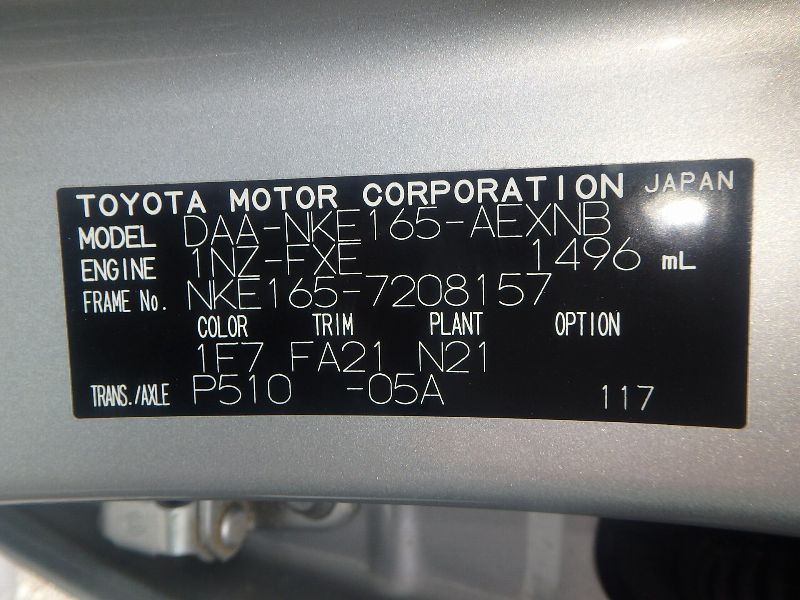 TOYOTA MOTOR CORPORATION JAPAN
MODEL DAA-NKE165-AEXNB
ENGINE 1NZ-FXE 1496 mL
FRAME No. NKE165-7208157
COLOR TRIM PLANT OPTION
1F7 FA21 N21
TRANS./AXLE P510 -05A 117